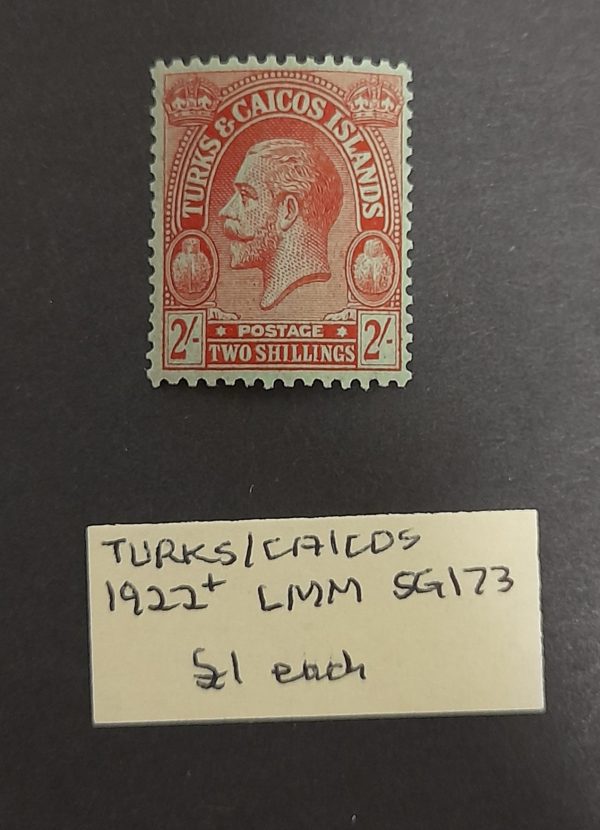 TURKS & CAICOS ISLANDS
2/- POSTAGE 2/-
TWO SHILLINGS
TURKS/CAICOS
1922+ LMM SG173
£1 each